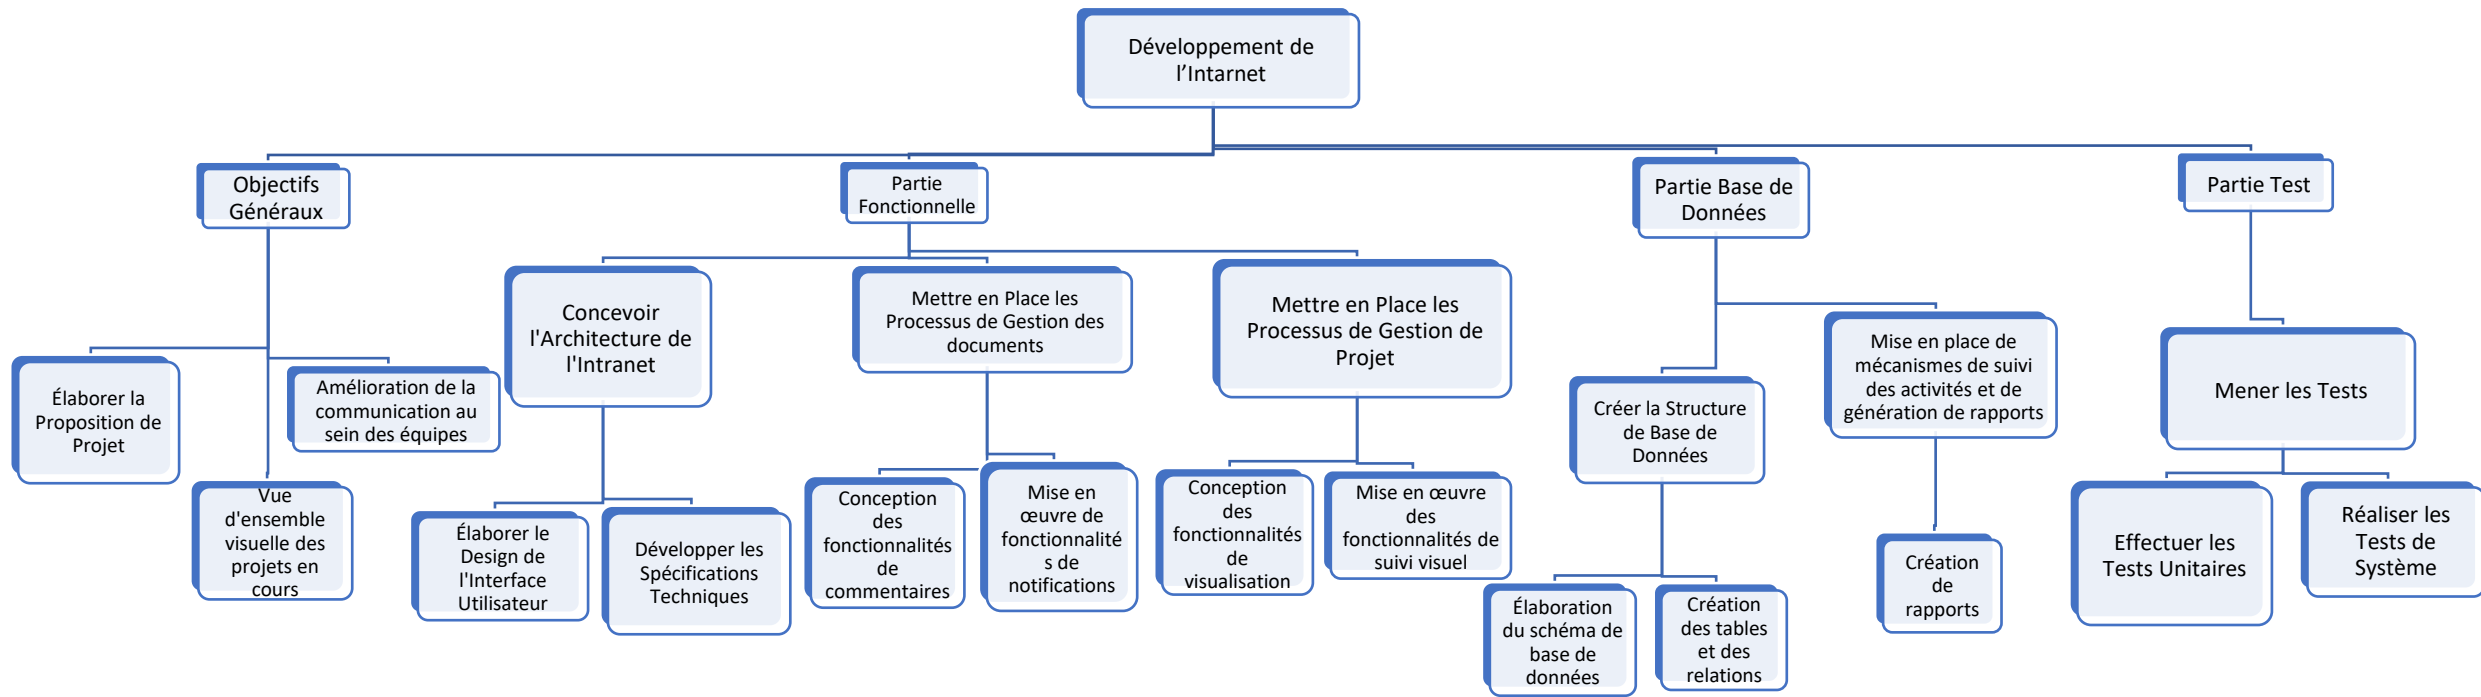 Développement de
l’Intarnet
Objectifs
Généraux
Partie
Fonctionnelle
Partie Base de
Données
Partie Test
Concevoir
l'Architecture de
l'Intranet
Mettre en Place les
Processus de Gestion des
documents
Mettre en Place les
Processus de Gestion de
Projet
Mise en place de
mécanismes de suivi
des activités et de
génération de rapports
Mener les Tests
Élaborer la
Proposition de
Projet
Amélioration de la
communication au
sein des équipes
Créer la Structure
de Base de
Données
Vue
d'ensemble
visuelle des
projets en
cours
Élaborer le
Design de
l'Interface
Utilisateur
Développer les
Spécifications
Techniques
Conception
des
fonctionnalités
de
commentaires
Mise en
œuvre de
fonctionnalité
s de
notifications
Conception
des
fonctionnalités
de
visualisation
Mise en œuvre
des
fonctionnalités de
suivi visuel
Élaboration
du schéma de
base de
données
Création
des tables
et des
relations
Création
de
rapports
Effectuer les
Tests Unitaires
Réaliser les
Tests de
Système